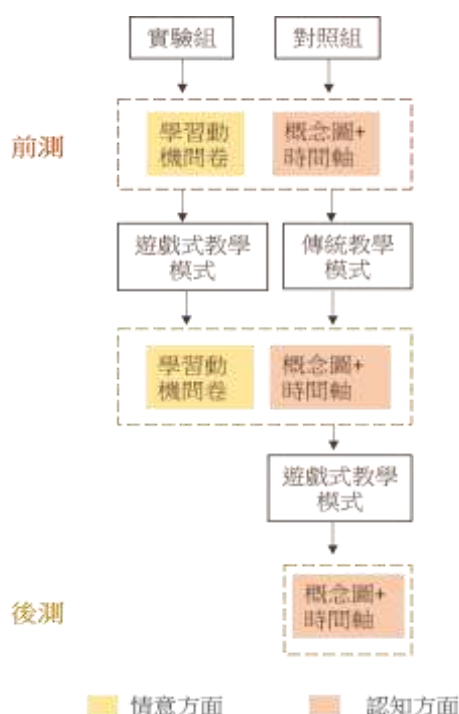 實驗組
對照組
前測
學習動
機問卷
概念圖+
時間軸
遊戲式教學
模式
傳統教學
模式
學習動
機問卷
概念圖+
時間軸
遊戲式教學
模式
後測
概念圖+
時間軸
情意方面
認知方面